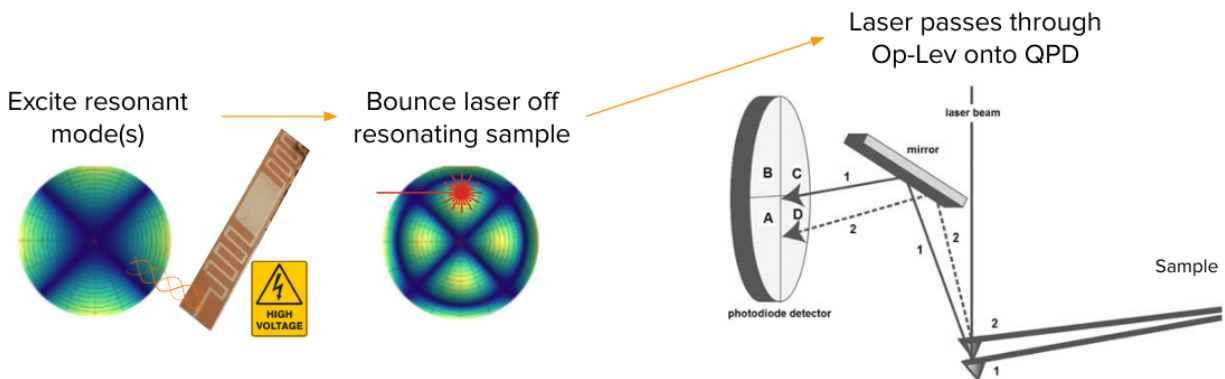 Excite resonant
mode(s)
Bounce laser off
resonating sample
Laser passes through
Op-Lev onto QPD
HIGH
VOLTAGE
laser beam
mirror
B
C
A
D
1
2
1
2
photodiode detector
Sample
2
1